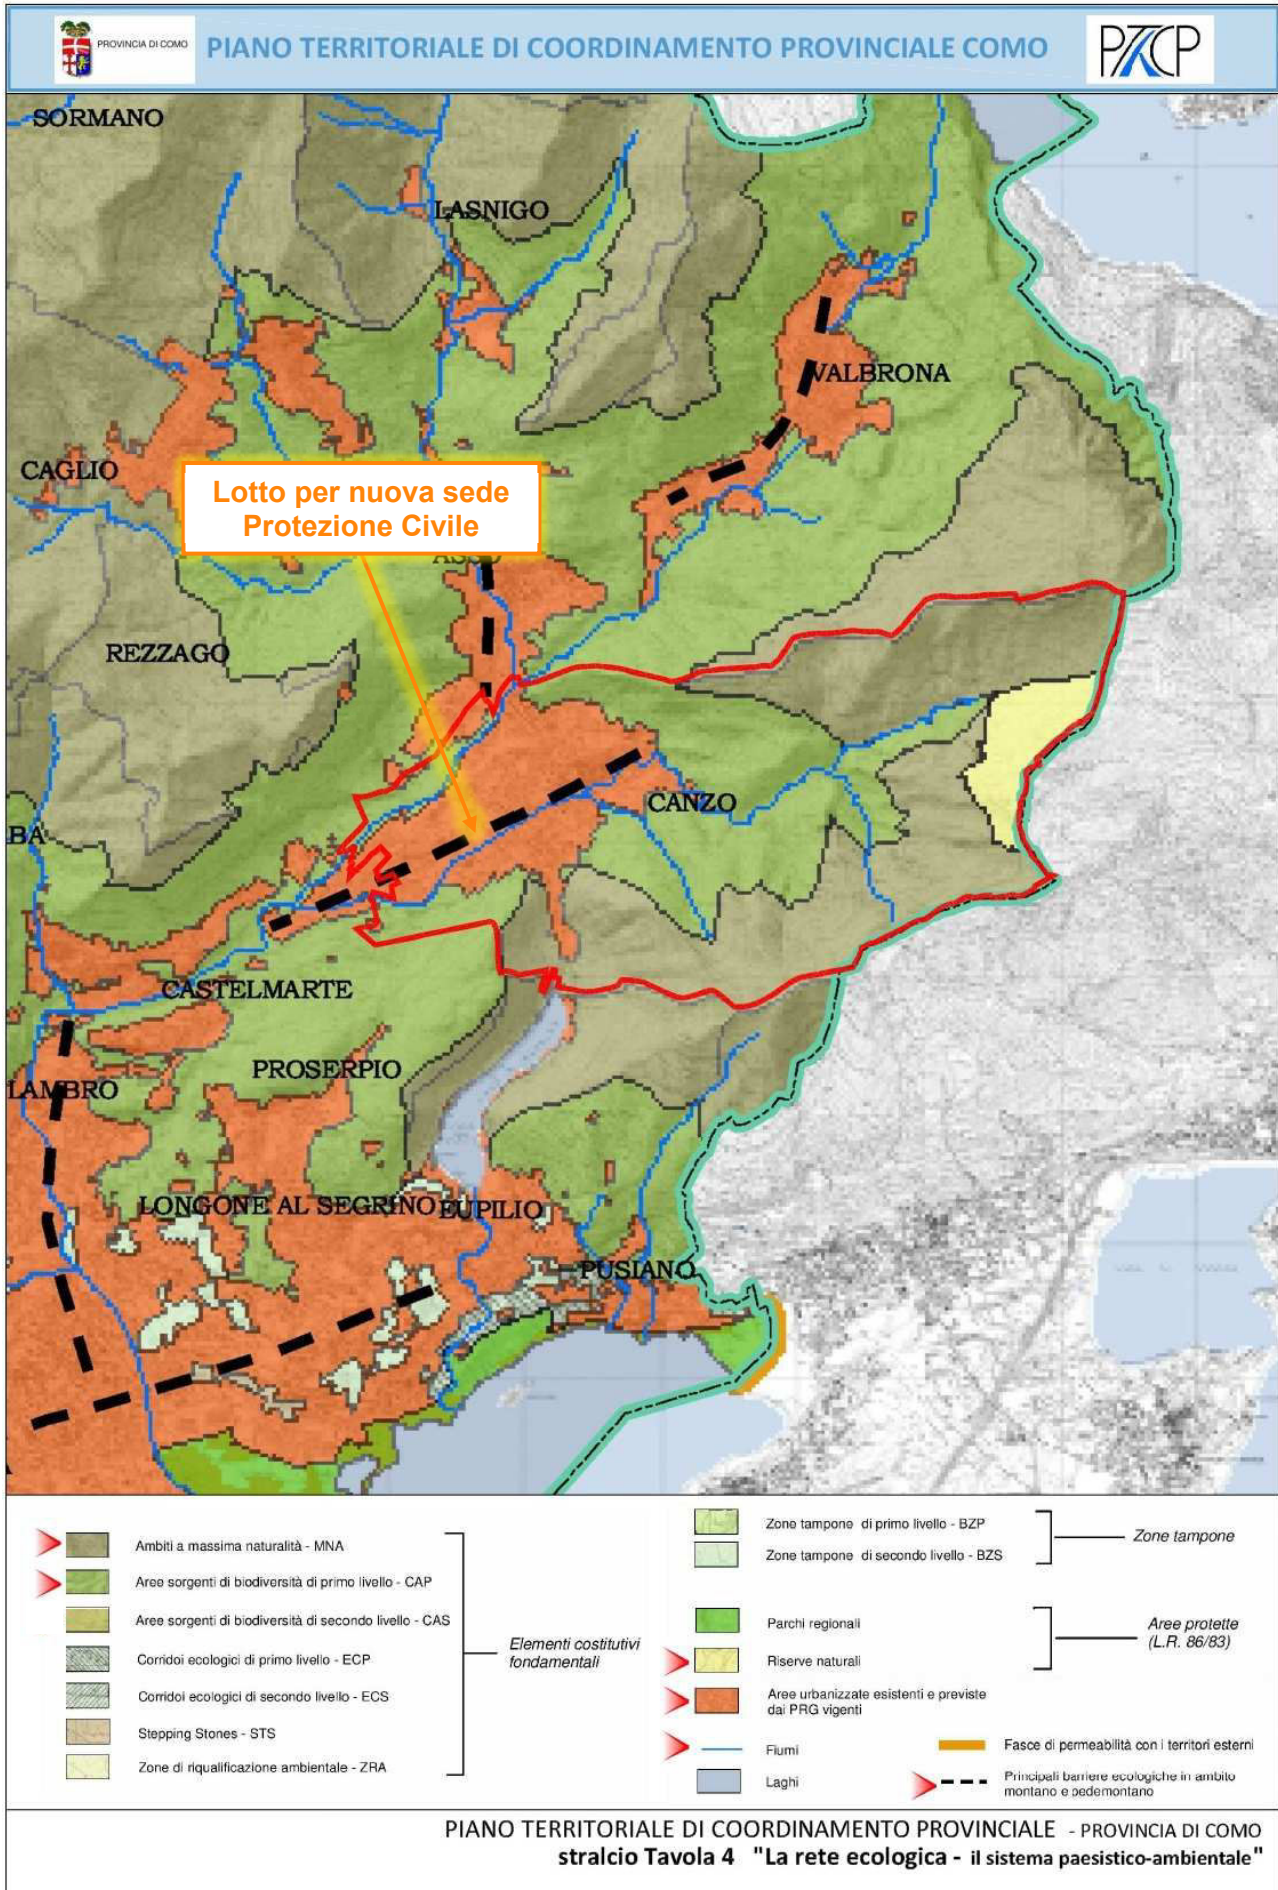 PROVINCIA DI COMO
PIANO TERRITORIALE DI COORDINAMENTO PROVINCIALE COMO
PTCP
SORMANO
LASNIGO
VALBRONA
CAGLIO
Lotto per nuova sede
Protezione Civile
ASSO
REZZAGO
CANZO
BA
CASTELMARTE
PROSERPIO
LAMBRO
LONGONE AL SEGRINO
EUPILIO
PUSIANO
Ambiti a massima naturalità - MNA
Aree sorgenti di biodiversità di primo livello - CAP
Aree sorgenti di biodiversità di secondo livello - CAS
Corridoi ecologici di primo livello - ECP
Corridoi ecologici di secondo livello - ECS
Stepping Stones - STS
Zone di riqualificazione ambientale - ZRA
Elementi costitutivi
fondamentali
Zone tampone di primo livello - BZP
Zone tampone di secondo livello - BZS
Zone tampone
Parchi regionali
Riserve naturali
Aree protette
(L.R. 86/83)
Aree urbanizzate esistenti e previste
dai PRG vigenti
Fiumi
Laghi
Fasce di permeabilità con i territori esterni
Principali barriere ecologiche in ambito
montano e pedemontano
PIANO TERRITORIALE DI COORDINAMENTO PROVINCIALE - PROVINCIA DI COMO
stralcio Tavola 4 "La rete ecologica - il sistema paesistico-ambientale"